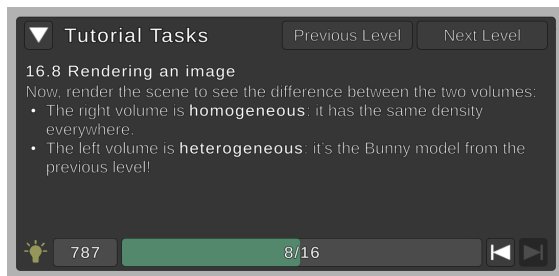 Tutorial Tasks
Previous Level
Next Level
16.8 Rendering an image
Now, render the scene to see the difference between the two volumes:
• The right volume is homogeneous: it has the same density
everywhere.
• The left volume is heterogeneous: it's the Bunny model from the
previous level!
787
8/16